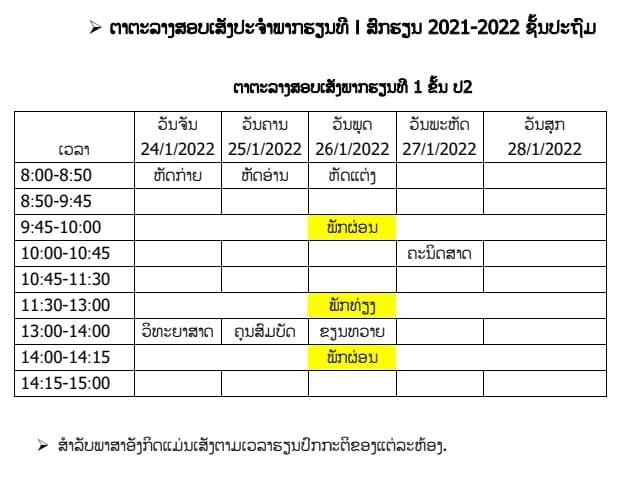 ➢ ຕາຕະລາງສອບເສັງປະຈຳພາກຮຽນທີ I ສົກຮຽນ 2021-2022 ຊັ້ນປະຖົມ
ຕາຕະລາງສອບເສັງພາກຮຽນທີ 1 ຂັ້ນ ປ2
ເວລາ ວັນຈັນ 24/1/2022 ວັນຄານ 25/1/2022 ວັນພຸດ 26/1/2022 ວັນພະຫັດ 27/1/2022 ວັນສຸກ 28/1/2022
8:00-8:50 ຫັດກ່າຍ ຫັດອ່ານ ຫັດແຕ່ງ
8:50-9:45
9:45-10:00 ພັກຜ່ອນ
10:00-10:45 ຄະນິດສາດ
10:45-11:30
11:30-13:00 ພັກທ່ຽງ
13:00-14:00 ວິທະຍາສາດ ຄຸນສົມບັດ ຂຽນທວາຍ
14:00-14:15 ພັກຜ່ອນ
14:15-15:00
➢ ສຳລັບພາສາອັງກິດແມ່ນເສັງຕາມເວລາຮຽນປົກກະຕິຂອງແຕ່ລະຫ້ອງ.